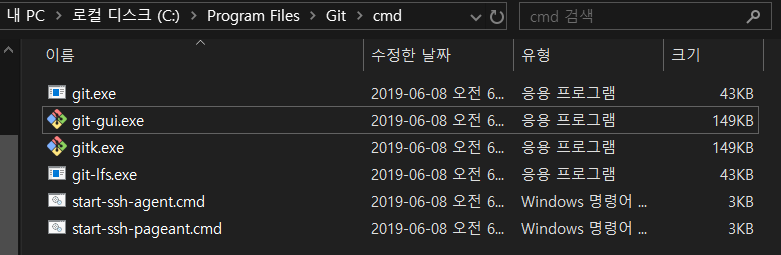 내 PC > 로컬 디스크 (C:) > Program Files > Git > cmd cmd 검색
이름 수정한 날짜 유형 크기
git.exe 2019-06-08 오전 6... 응용 프로그램 43KB
git-gui.exe 2019-06-08 오전 6... 응용 프로그램 149KB
gitk.exe 2019-06-08 오전 6... 응용 프로그램 149KB
git-lfs.exe 2019-06-08 오전 6... 응용 프로그램 43KB
start-ssh-agent.cmd 2019-06-08 오전 6... Windows 명령어 ... 3KB
start-ssh-pageant.cmd 2019-06-08 오전 6... Windows 명령어 ... 3KB